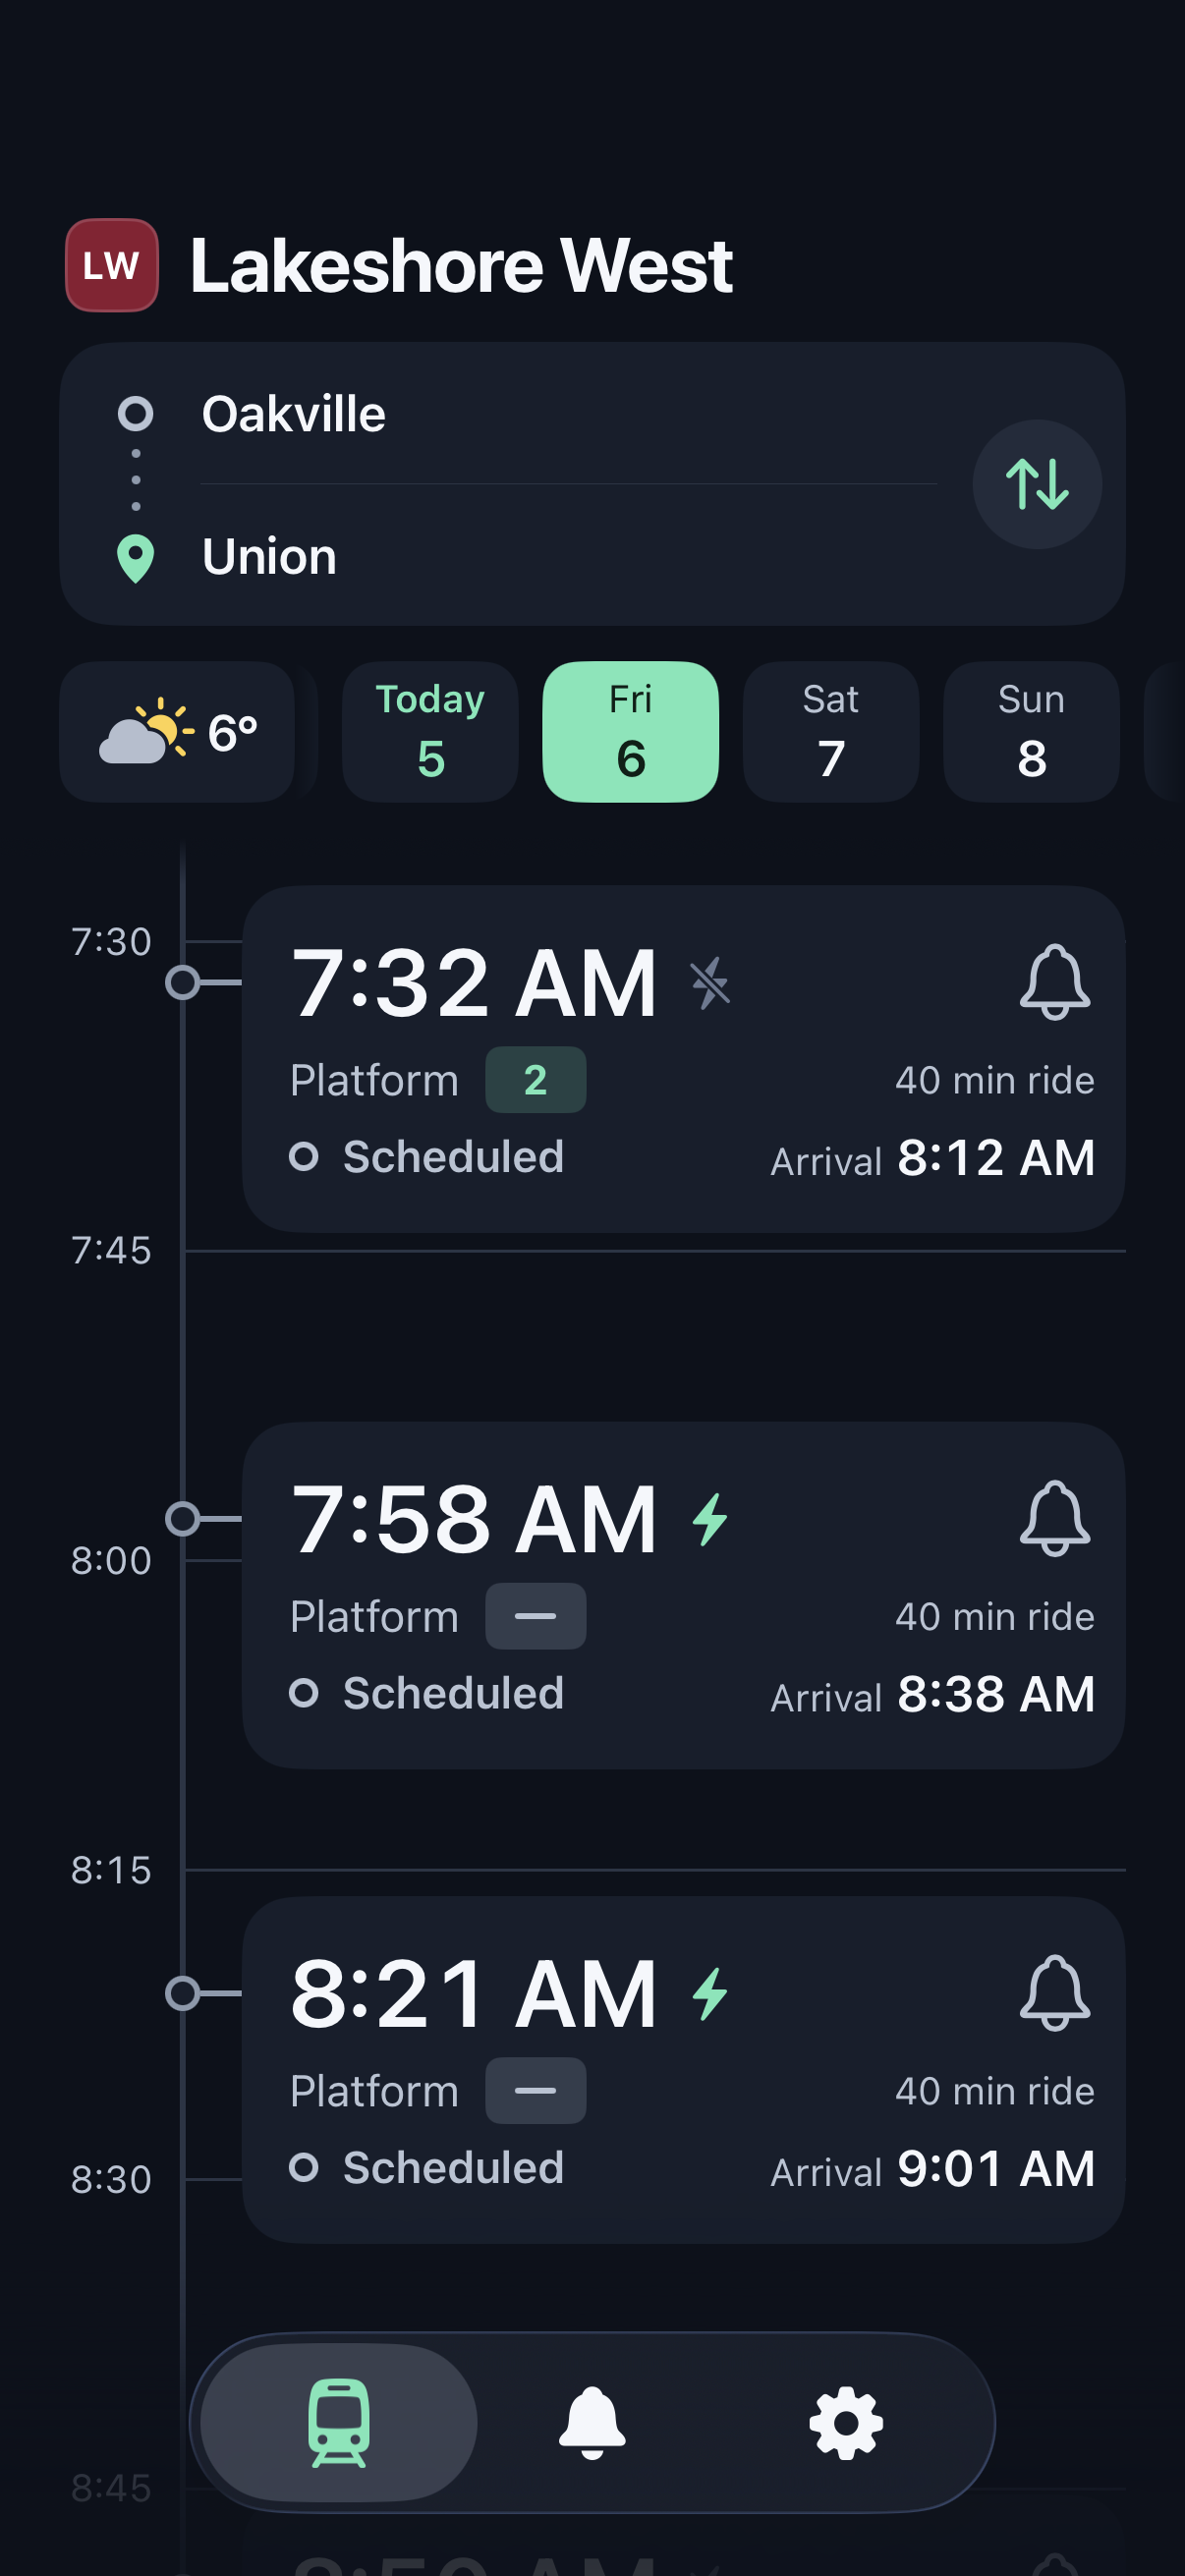 LW Lakeshore West
Oakville
Union
6° Today 5 Fri 6 Sat 7 Sun 8
7:30
7:32 AM
Platform 2 40 min ride
Scheduled Arrival 8:12 AM
7:45
7:58 AM
8:00
Platform — 40 min ride
Scheduled Arrival 8:38 AM
8:15
8:21 AM
Platform — 40 min ride
8:30
Scheduled Arrival 9:01 AM
8:45